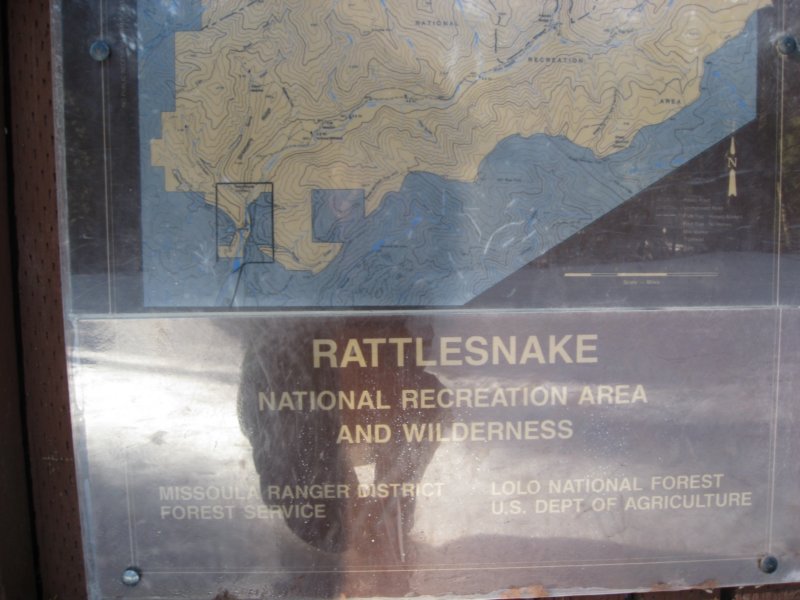 NATIONAL
RECREATION
AREA
N
RATTLESNAKE
NATIONAL RECREATION AREA
AND WILDERNESS
MISSOULA RANGER DISTRICT
FOREST SERVICE
LOLO NATIONAL FOREST
U.S. DEPT OF AGRICULTURE